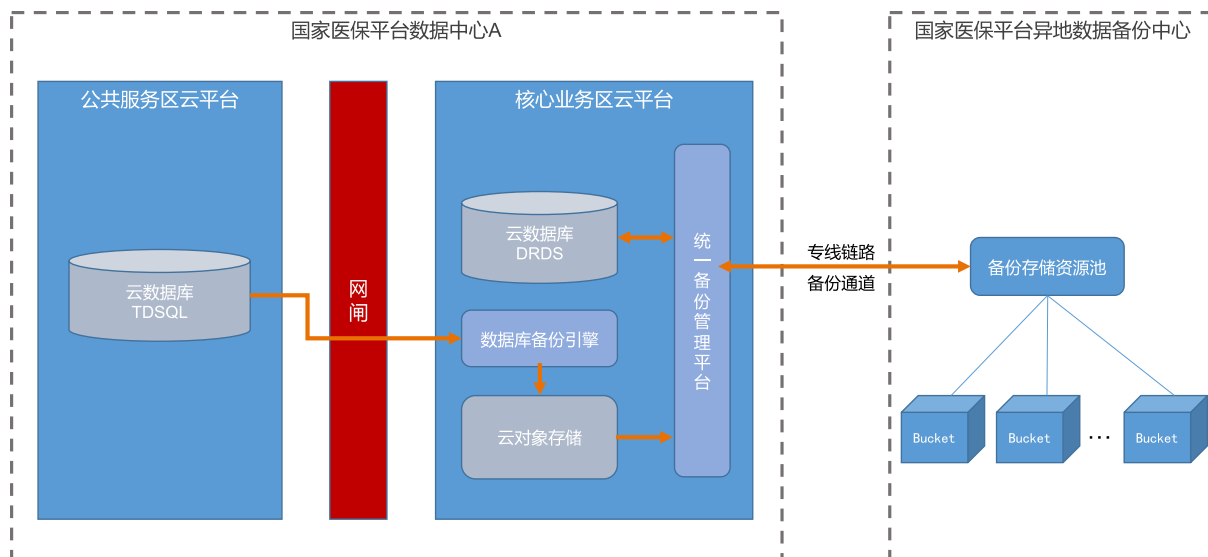 国家医保平台数据中心A
国家医保平台异地数据备份中心
公共服务区云平台
核心业务区云平台
云数据库
TDSQL
网
闸
云数据库
DRDS
数据库备份引擎
云对象存储
统
一
备
份
管
理
平
台
专线链路
备份通道
备份存储资源池
Bucket
Bucket
...
Bucket